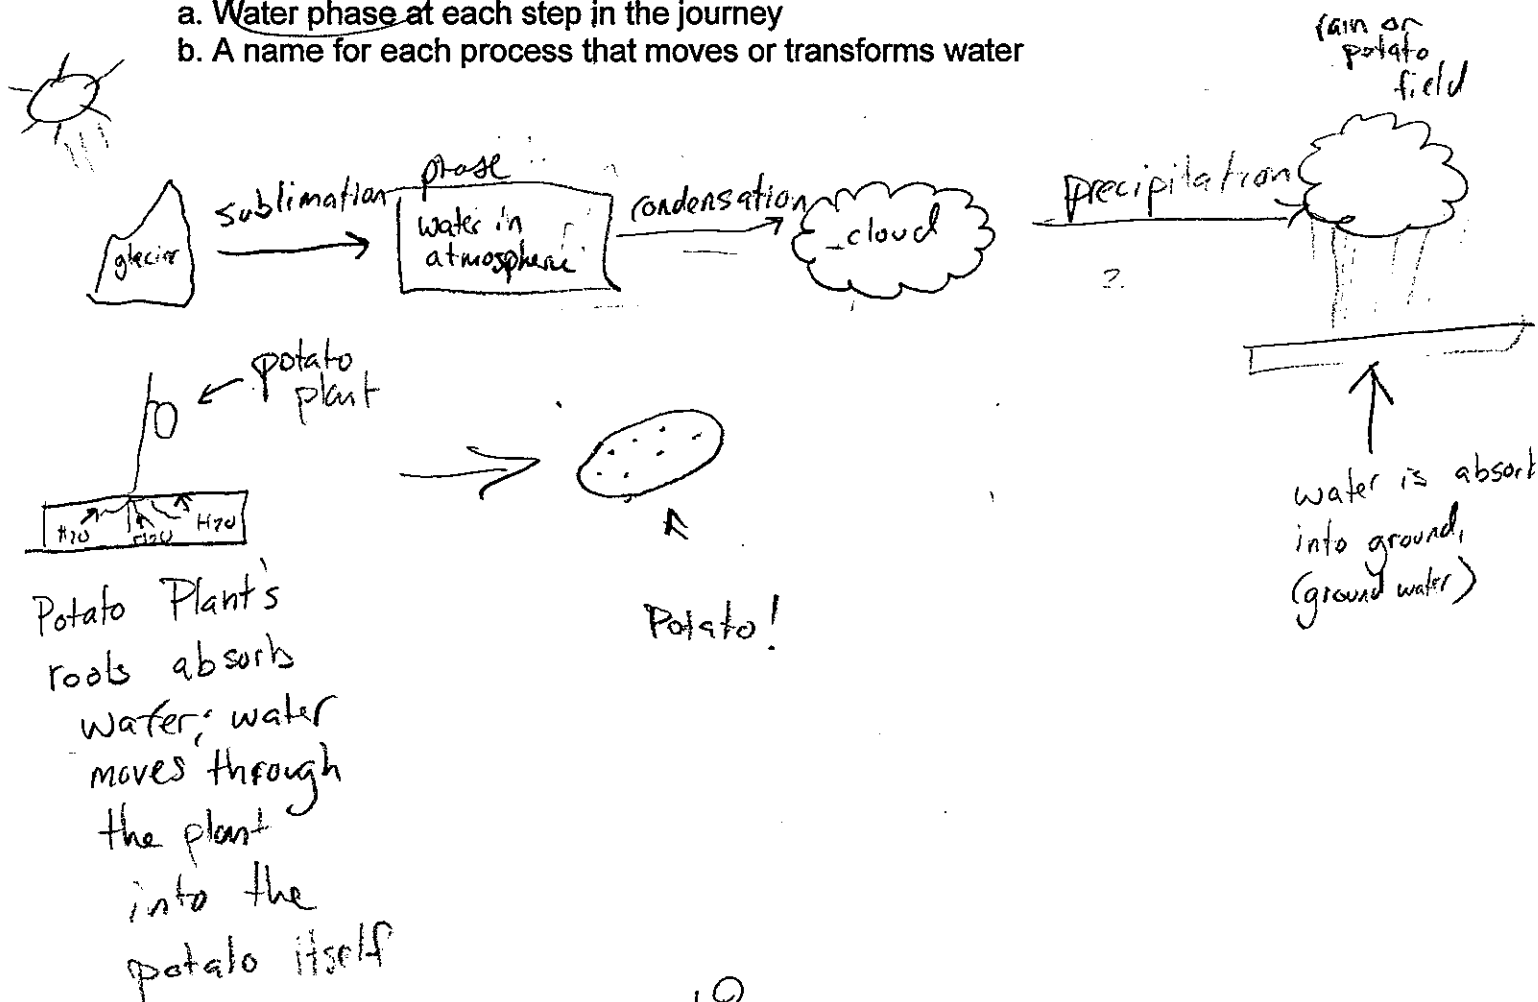 a. Water phase at each step in the journey
b. A name for each process that moves or transforms water
rain on
potato
field
glacier
sublimation
phase
water in
atmosphere
condensation
cloud
precipitation
?
water is absorb
into ground,
(ground water)
potato
plant
H2O H2O H2O
Potato Plant's
roots absorbs
water; water
moves through
the plant
into the
potato itself
Potato!